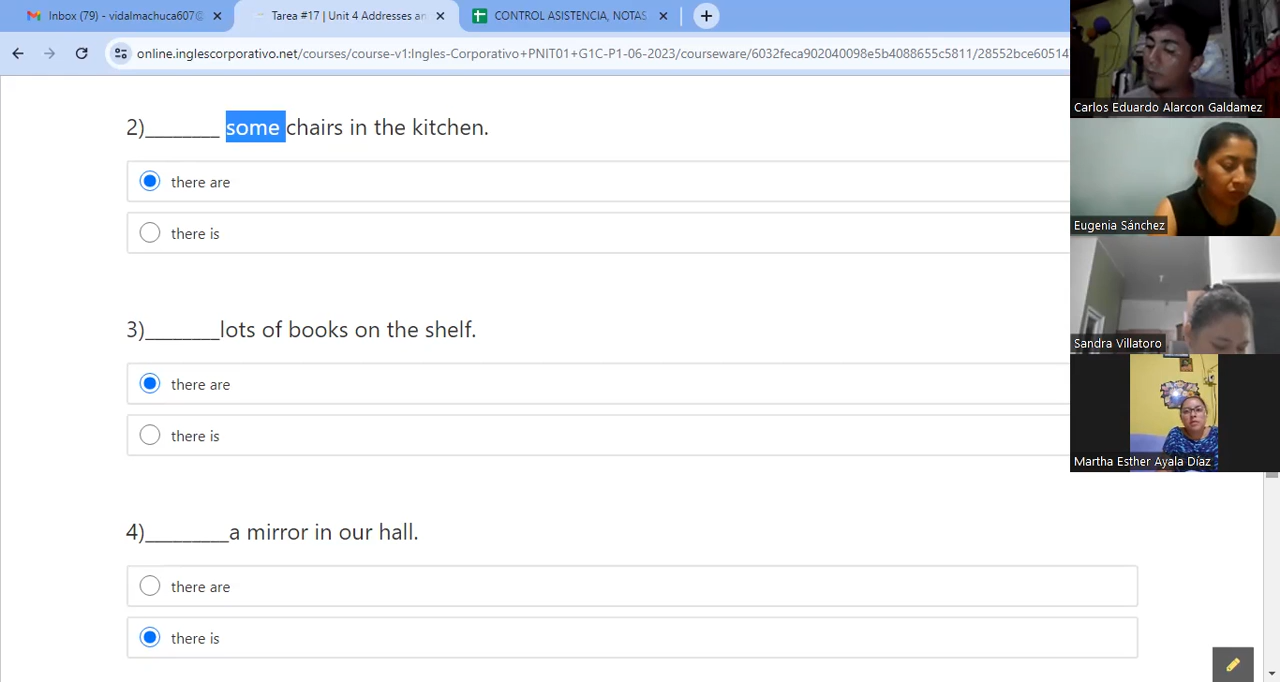 Inbox (79) - vidalmachuca607@
Tarea #17 | Unit 4 Addresses an
CONTROL ASISTENCIA, NOTAS
online.inglescorporativo.net/courses/course-v1:Ingles-Corporativo+PNIT01+G1C-P1-06-2023/courseware/6032feca902040098e5b4088655c5811/28552bce60514
2)_______ some chairs in the kitchen.
there are
there is
3)_______lots of books on the shelf.
there are
there is
4)________a mirror in our hall.
there are
there is
Carlos Eduardo Alarcon Galdamez
Eugenia Sánchez
Sandra Villatoro
Martha Esther Ayala Díaz